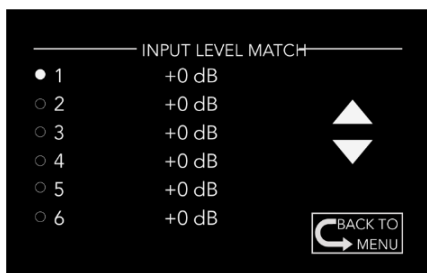 INPUT LEVEL MATCH
1 +0 dB
2 +0 dB
3 +0 dB
4 +0 dB
5 +0 dB
6 +0 dB
BACK TO
MENU